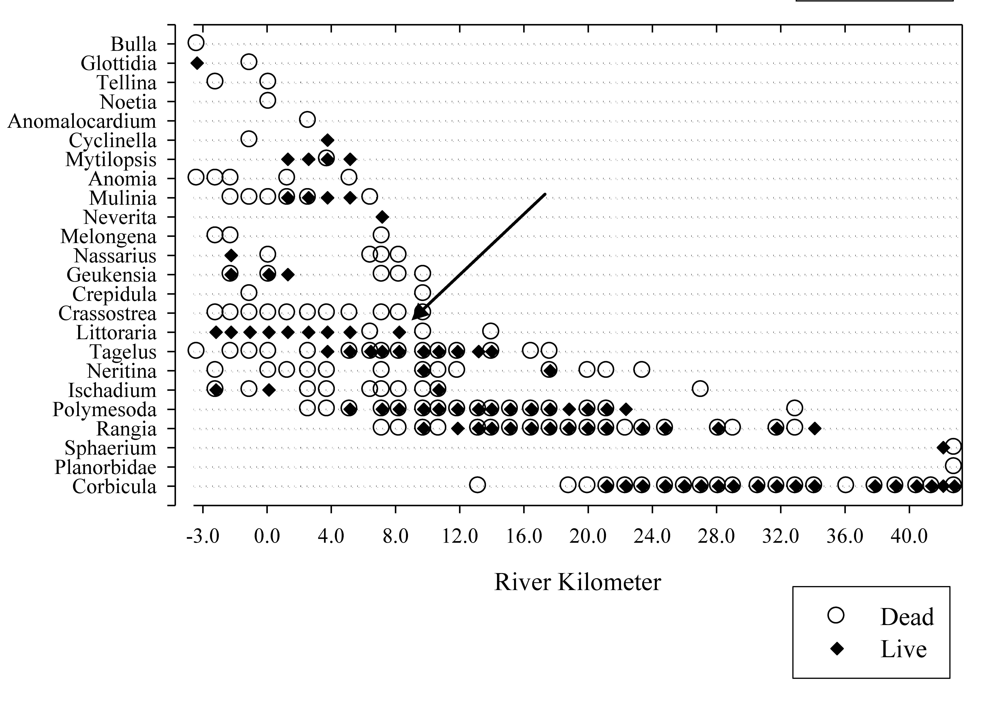 Bulla
Glottidia
Tellina
Noetia
Anomalocardium
Cyclinella
Mytilopsis
Anomia
Mulinia
Neverita
Melongena
Nassarius
Geukensia
Crepidula
Crassostrea
Littoraria
Tagelus
Neritina
Ischadium
Polymesoda
Rangia
Sphaerium
Planorbidae
Corbicula
-3.0 0.0 4.0 8.0 12.0 16.0 20.0 24.0 28.0 32.0 36.0 40.0
River Kilometer
Dead
Live